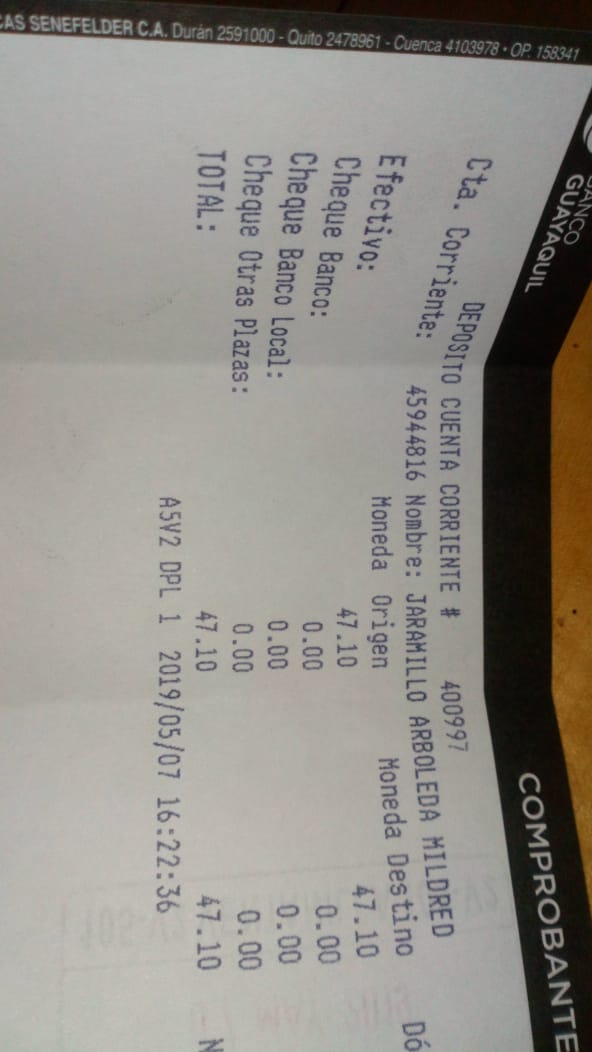 BANCO
GUAYAQUIL
COMPROBANTE
DEPOSITO CUENTA CORRIENTE # 400997
Cta. Corriente: 45944816 Nombre: JARAMILLO ARBOLEDA MILDRED
Moneda Origen Moneda Destino Dó
Efectivo: 47.10 47.10
Cheque Banco: 0.00 0.00
Cheque Banco Local: 0.00 0.00
Cheque Otras Plazas: 0.00 0.00
TOTAL: 47.10 47.10 N
A5V2 DPL 1 2019/05/07 16:22:36
CAS SENEFELDER C.A. Durán 2591000 - Quito 2478961 - Cuenca 4103978 • OP. 158341